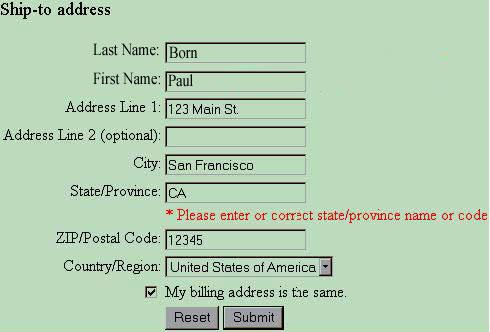 Ship-to address
Last Name: Born
First Name: Paul
Address Line 1: 123 Main St.
Address Line 2 (optional):
City: San Francisco
State/Province: CA
* Please enter or correct state/province name or code
ZIP/Postal Code: 12345
Country/Region: United States of America
My billing address is the same.
Reset Submit